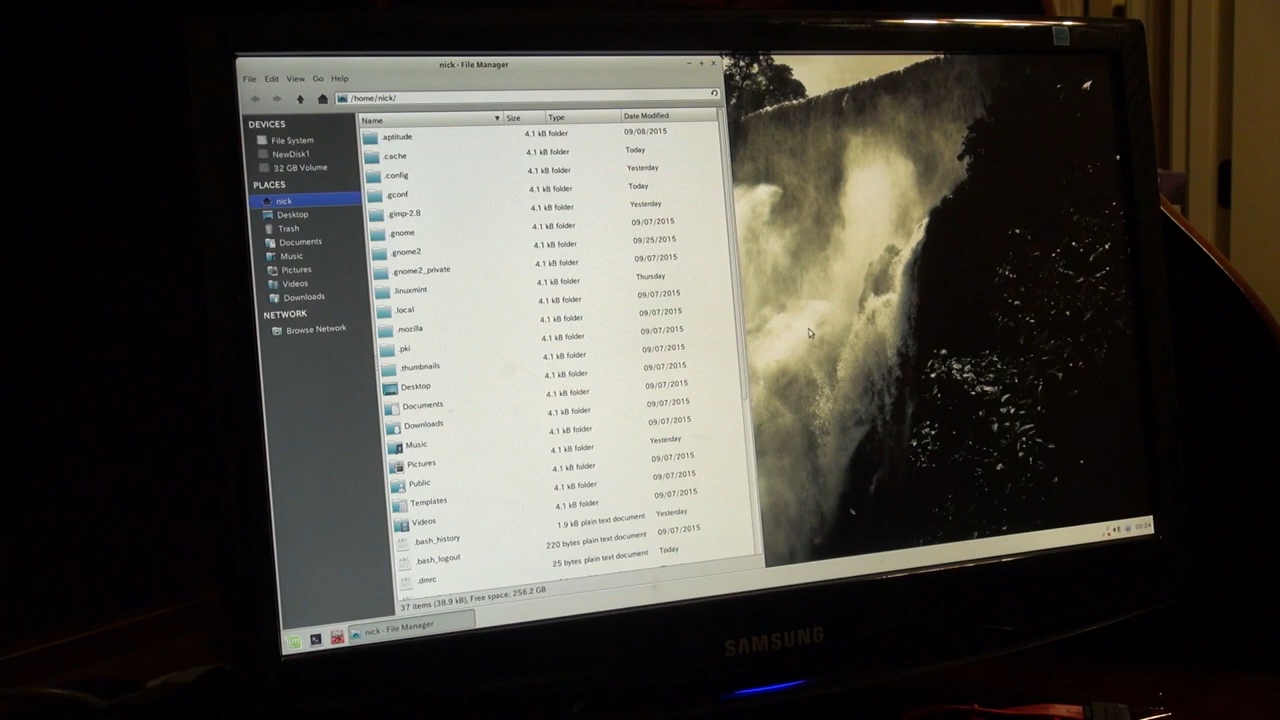 nick - File Manager
File Edit View Go Help
/home/nick/
DEVICES
File System
NewDisk1
32 GB Volume
PLACES
nick
Desktop
Trash
Documents
Music
Pictures
Videos
Downloads
NETWORK
Browse Network
Name Size Type Date Modified
.aptitude 4.1 kB folder 09/08/2015
.cache 4.1 kB folder Today
.config 4.1 kB folder Yesterday
.gconf 4.1 kB folder Today
.gimp-2.8 4.1 kB folder Yesterday
.gnome 4.1 kB folder 09/07/2015
.gnome2 4.1 kB folder 09/25/2015
.gnome2_private 4.1 kB folder 09/07/2015
.linuxmint 4.1 kB folder Thursday
.local 4.1 kB folder 09/07/2015
.mozilla 4.1 kB folder 09/07/2015
.pki 4.1 kB folder 09/07/2015
.thumbnails 4.1 kB folder 09/07/2015
Desktop 4.1 kB folder 09/07/2015
Documents 4.1 kB folder 09/07/2015
Downloads 4.1 kB folder 09/07/2015
Music 4.1 kB folder 09/07/2015
Pictures 4.1 kB folder Yesterday
Public 4.1 kB folder 09/07/2015
Templates 4.1 kB folder 09/07/2015
Videos 4.1 kB folder 09/07/2015
.bash_history 1.9 kB plain text document Yesterday
.bash_logout 220 bytes plain text document 09/07/2015
.dmrc 25 bytes plain text document Today
37 items (38.9 kB), Free space: 256.2 GB
nick - File Manager
00:24
SAMSUNG